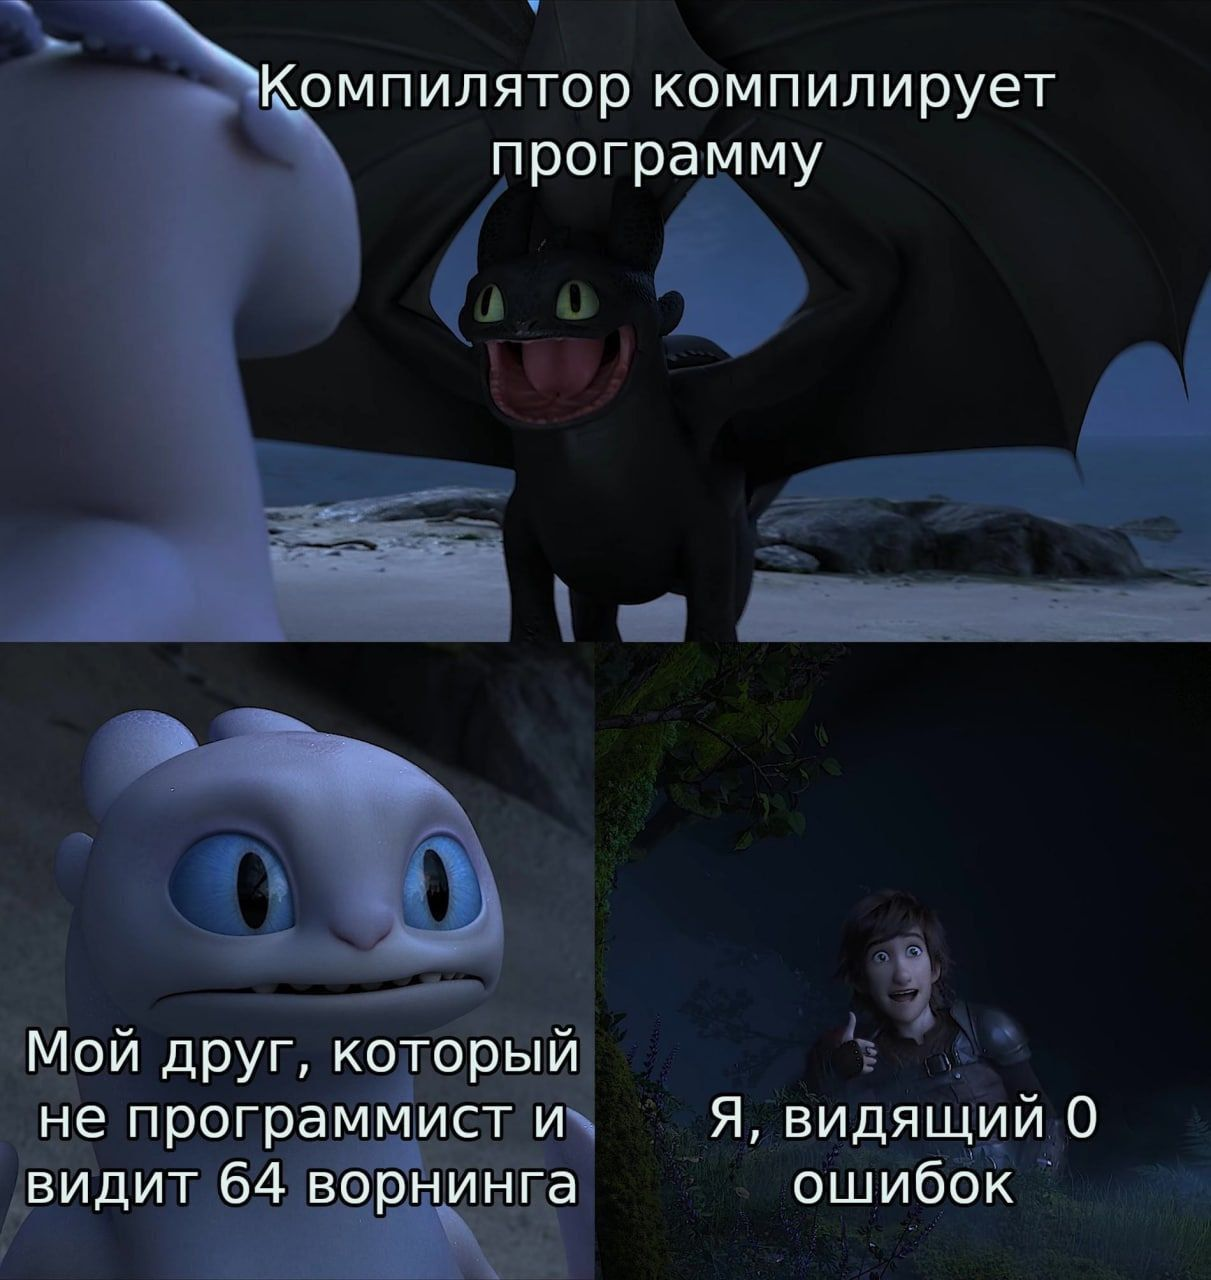 Компилятор компилирует
программу
Мой друг, который
не программист и
видит 64 ворнинга
Я, видящий 0
ошибок